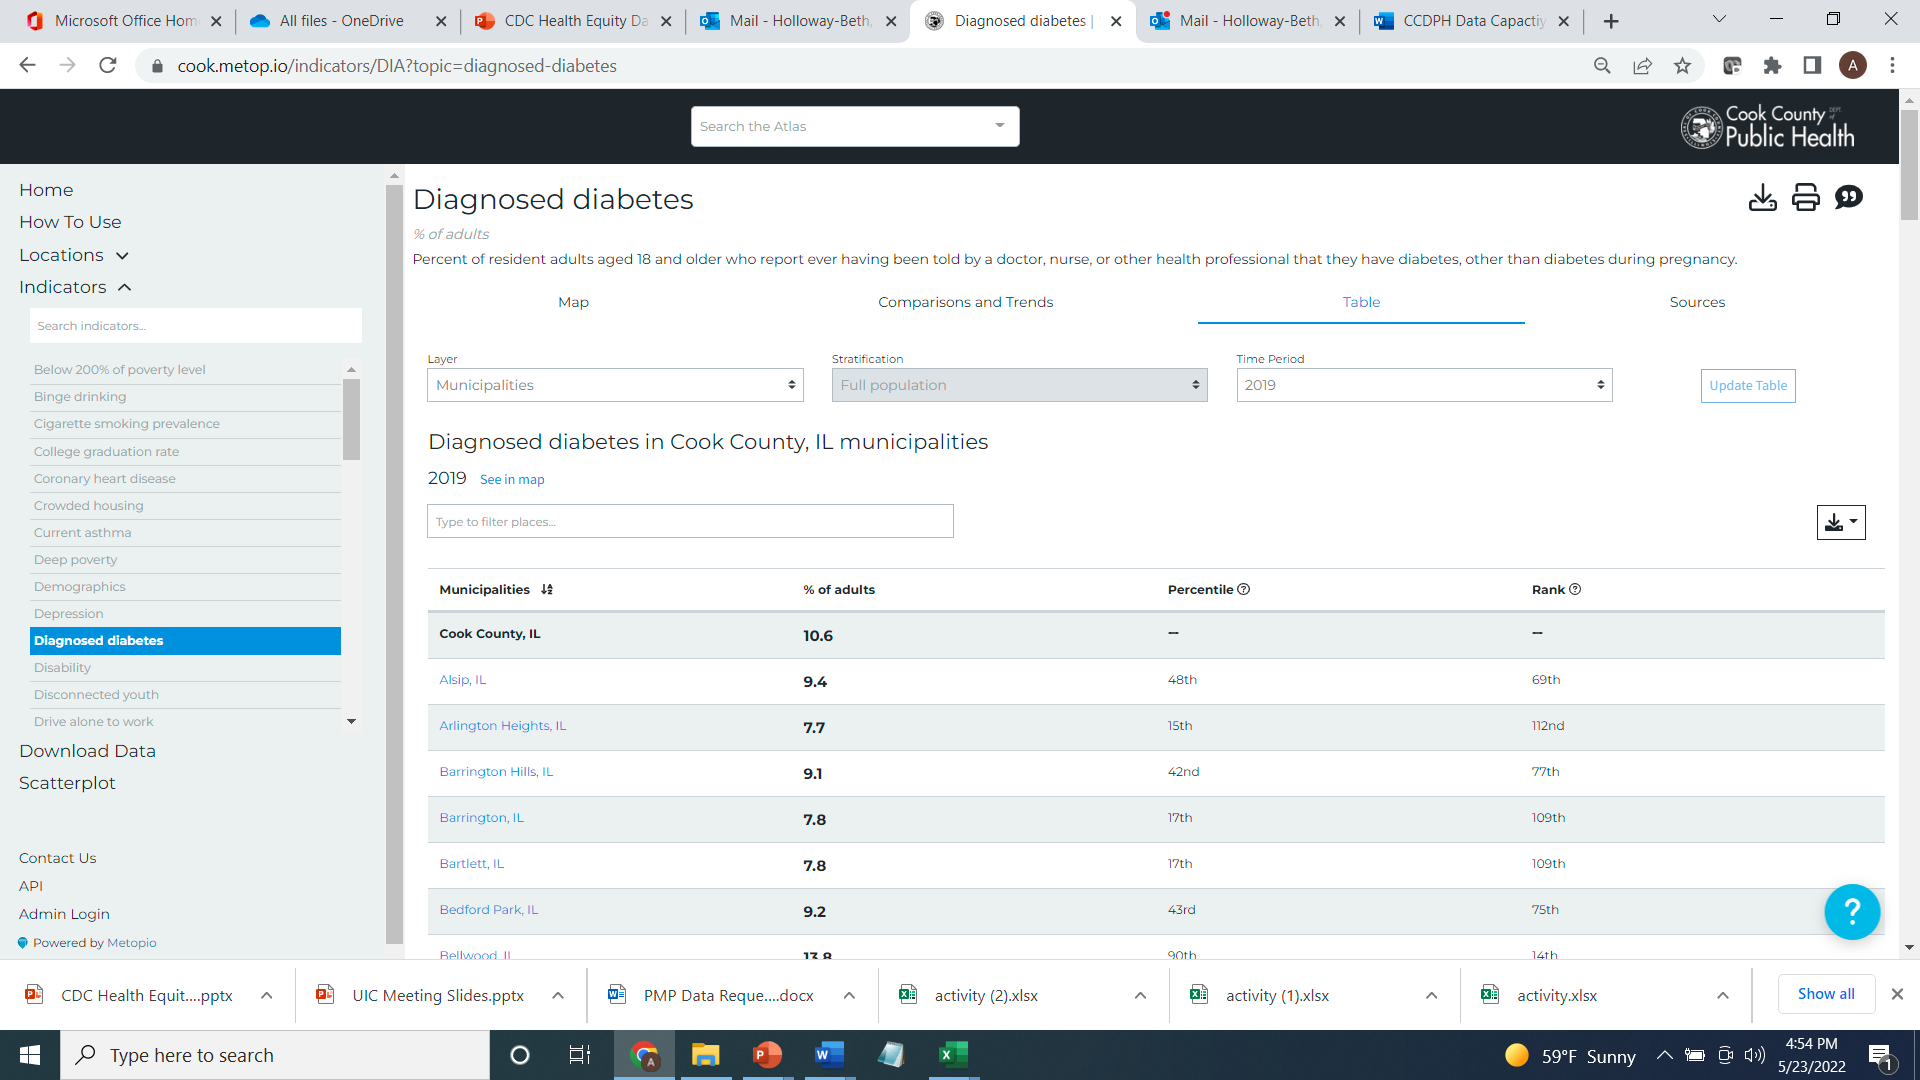 Microsoft Office Hom
All files - OneDrive
CDC Health Equity Da
Mail - Holloway-Beth,
Diagnosed diabetes |
Mail - Holloway-Beth,
CCDPH Data Capactiy
cook.metop.io/indicators/DIA?topic=diagnosed-diabetes
A
Search the Atlas
Cook County DEPT. of
Public Health
Home
How To Use
Locations
Indicators
Search indicators...
Below 200% of poverty level
Binge drinking
Cigarette smoking prevalence
College graduation rate
Coronary heart disease
Crowded housing
Current asthma
Deep poverty
Demographics
Depression
Diagnosed diabetes
Disability
Disconnected youth
Drive alone to work
Download Data
Scatterplot
Contact Us
API
Admin Login
Powered by Metopio
Diagnosed diabetes
% of adults
Percent of resident adults aged 18 and older who report ever having been told by a doctor, nurse, or other health professional that they have diabetes, other than diabetes during pregnancy.
Map Comparisons and Trends Table Sources
Layer Stratification Time Period
Municipalities Full population 2019 Update Table
Diagnosed diabetes in Cook County, IL municipalities
2019 See in map
Type to filter places...
Municipalities % of adults Percentile Rank
Cook County, IL 10.6 — —
Alsip, IL 9.4 48th 69th
Arlington Heights, IL 7.7 15th 112nd
Barrington Hills, IL 9.1 42nd 77th
Barrington, IL 7.8 17th 109th
Bartlett, IL 7.8 17th 109th
Bedford Park, IL 9.2 43rd 75th
Bellwood, IL 13.8 90th 14th
?
CDC Health Equit....pptx
UIC Meeting Slides.pptx
PMP Data Reque....docx
activity (2).xlsx
activity (1).xlsx
activity.xlsx
Show all
Type here to search
59°F Sunny
4:54 PM
5/23/2022
1